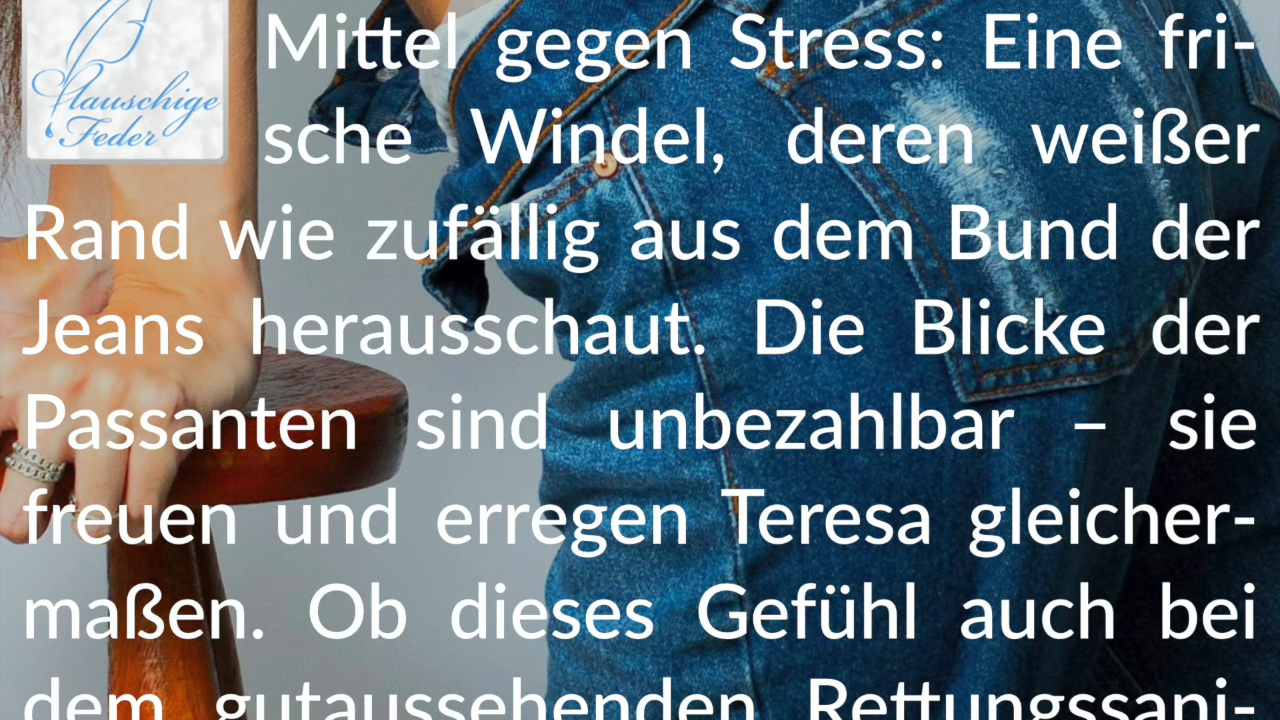 Flauschige
Feder
Mittel gegen Stress: Eine fri-
sche Windel, deren weißer
Rand wie zufällig aus dem Bund der
Jeans herausschaut. Die Blicke der
Passanten sind unbezahlbar – sie
freuen und erregen Teresa gleicher-
maßen. Ob dieses Gefühl auch bei
dem gutaussehenden Rettungssani-